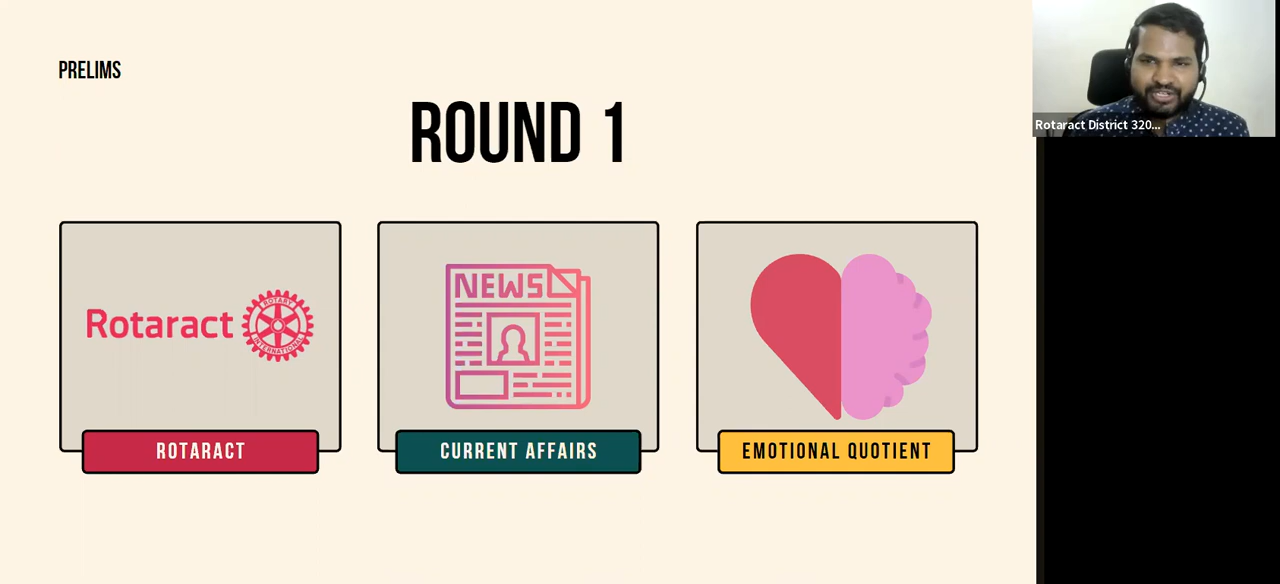 PRELIMS
ROUND 1
Rotaract
ROTARY
INTERNATIONAL
NEWS
ROTARACT
CURRENT AFFAIRS
EMOTIONAL QUOTIENT
Rotaract District 320...